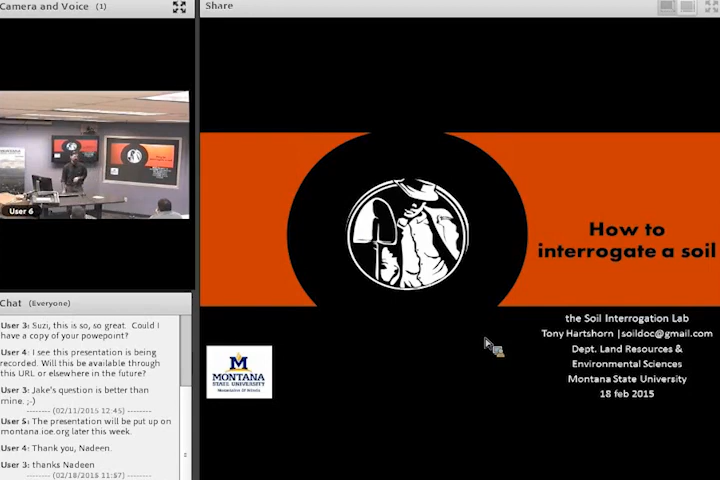 Camera and Voice (1)
Share
User 6
Chat (Everyone)
User 3: Suzi, this is so, so great. Could I
have a copy of your powepoint?
User 4: I see this presentation is being
recorded. Will this be available through
this URL or elsewhere in the future?
User 3: Jake's question is better than
mine. ;-)
-------- (02/11/2015 12:45) --------
User 5: The presentation will be put up on
montana.ioe.org later this week.
User 4: Thank you, Nadeen.
User 3: thanks Nadeen
-------- (02/18/2015 11:57) --------
How to
interrogate a soil
the Soil Interrogation Lab
Tony Hartshorn |soildoc@gmail.com
Dept. Land Resources &
Environmental Sciences
Montana State University
18 feb 2015
M
MONTANA
STATE UNIVERSITY